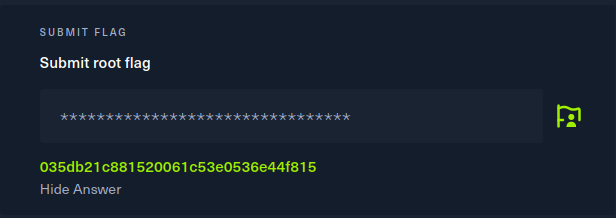 SUBMIT FLAG
Submit root flag
********************************
035db21c881520061c53e0536e44f815
Hide Answer